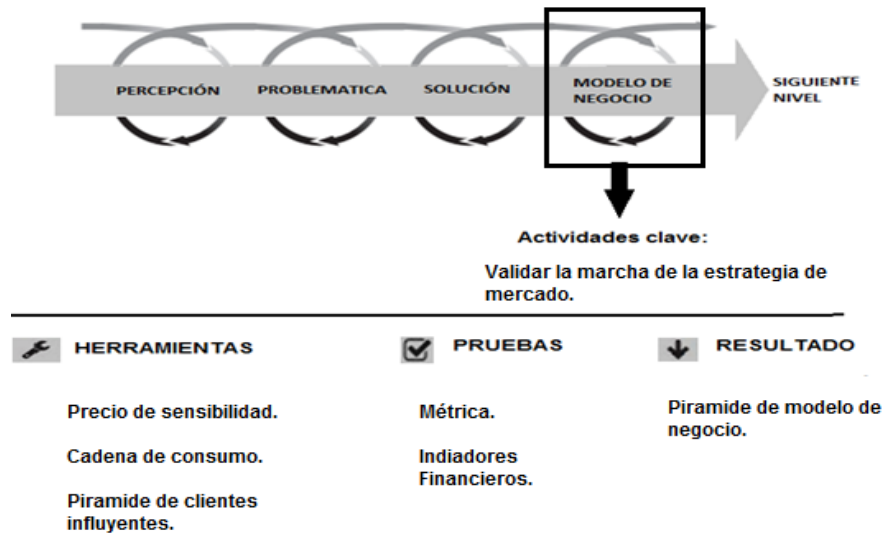 PERCEPCIÓN
PROBLEMATICA
SOLUCIÓN
MODELO DE
NEGOCIO
SIGUIENTE
NIVEL
Actividades clave:
Validar la marcha de la estrategia de
mercado.
HERRAMIENTAS
PRUEBAS
RESULTADO
Precio de sensibilidad.
Cadena de consumo.
Piramide de clientes
influyentes.
Métrica.
Indiadores
Financieros.
Piramide de modelo de
negocio.